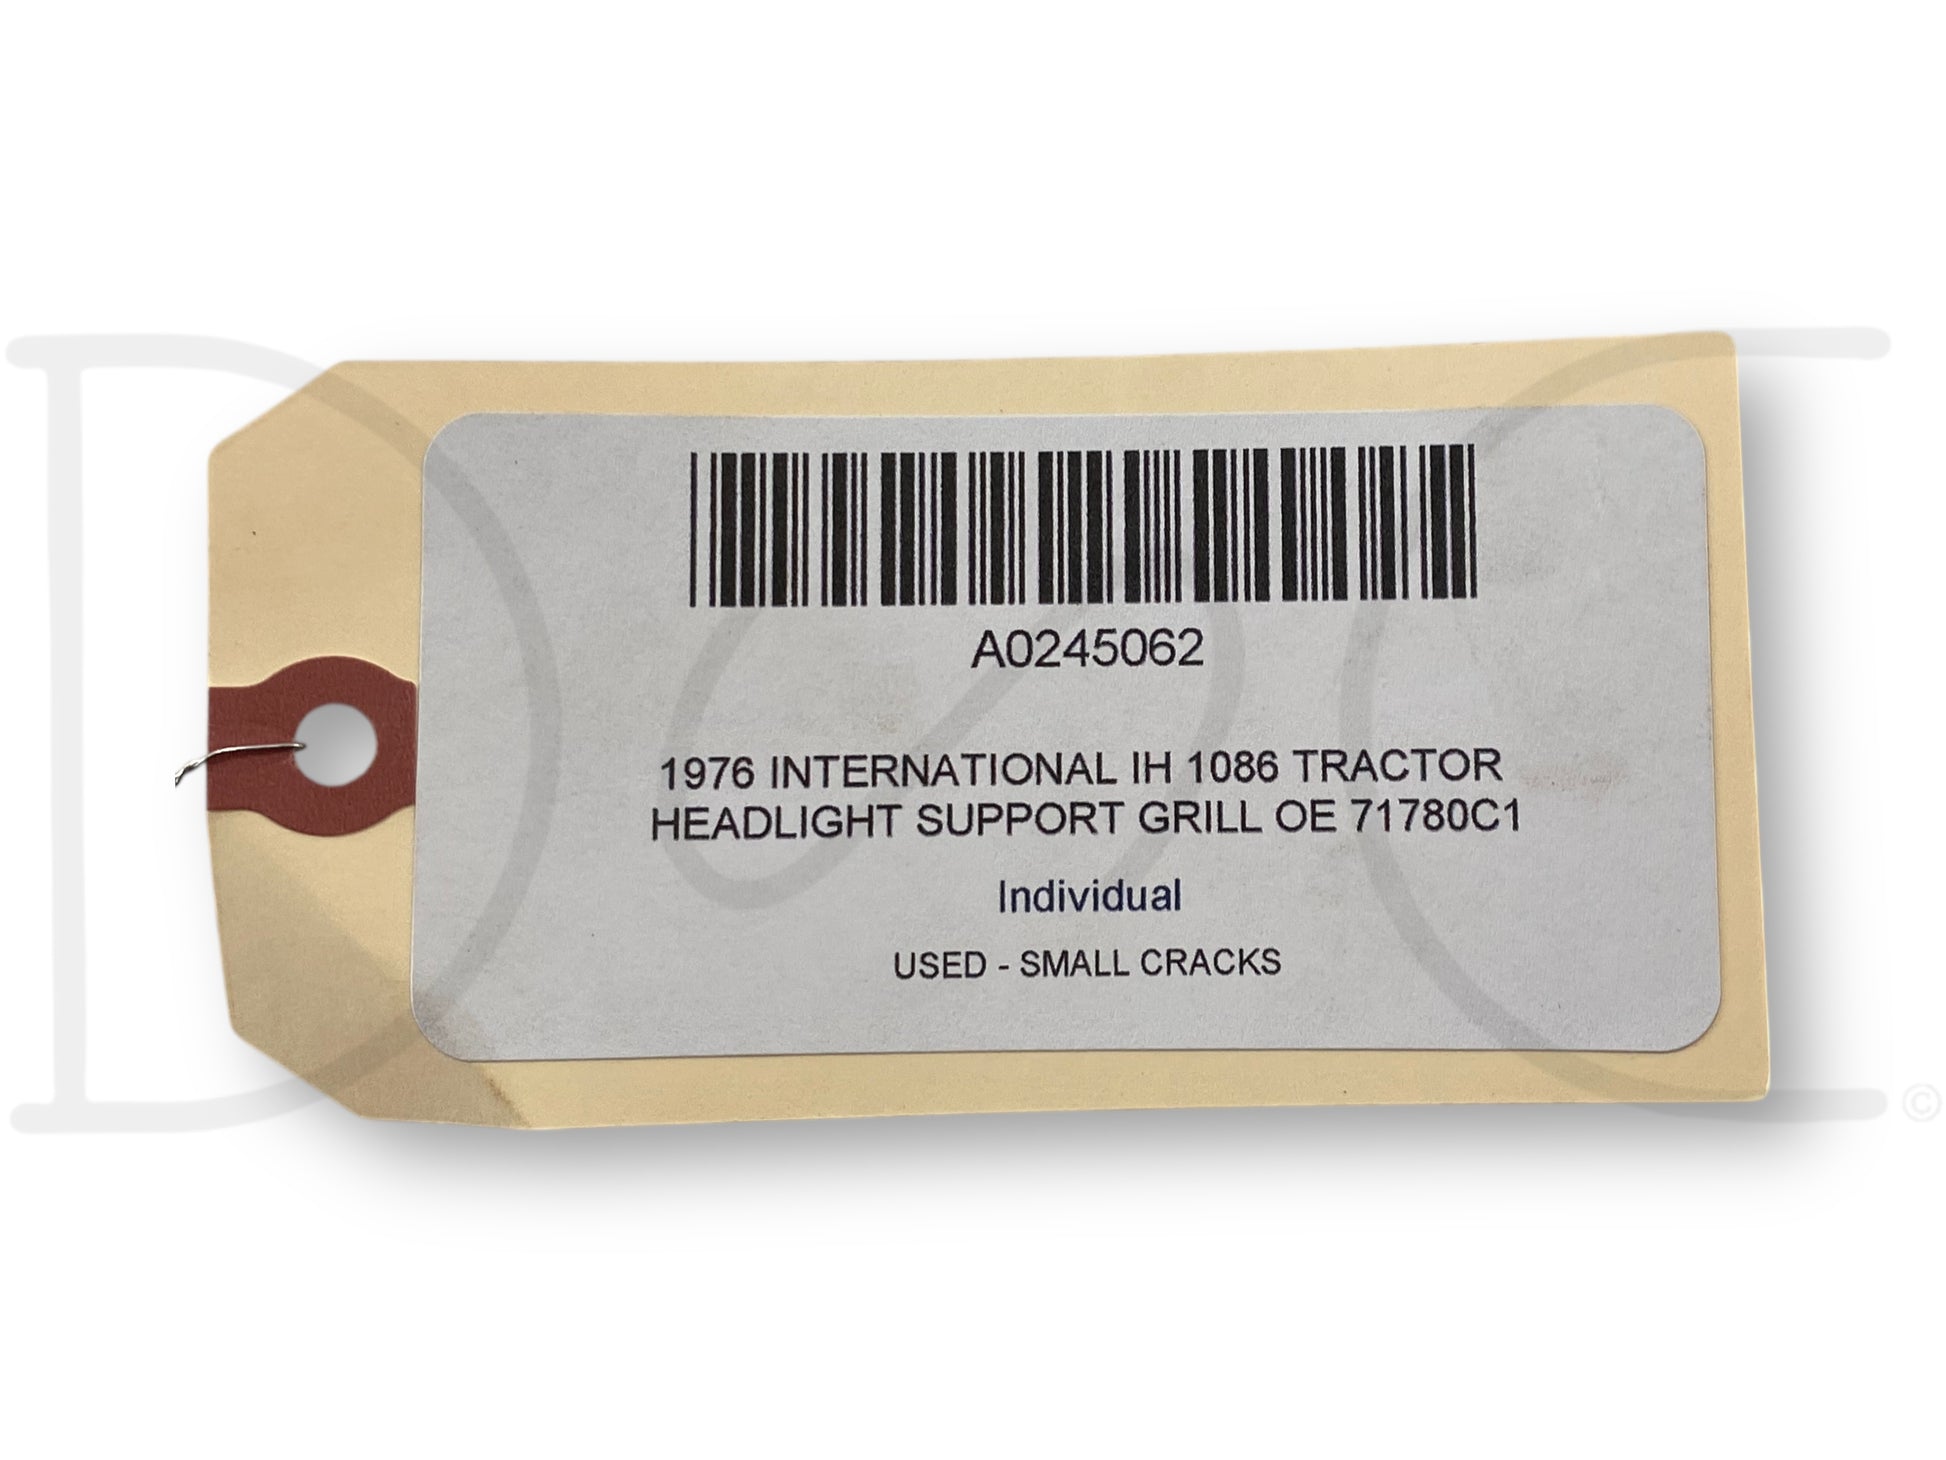 A0245062
1976 INTERNATIONAL IH 1086 TRACTOR
HEADLIGHT SUPPORT GRILL OE 71780C1
Individual
USED - SMALL CRACKS
©